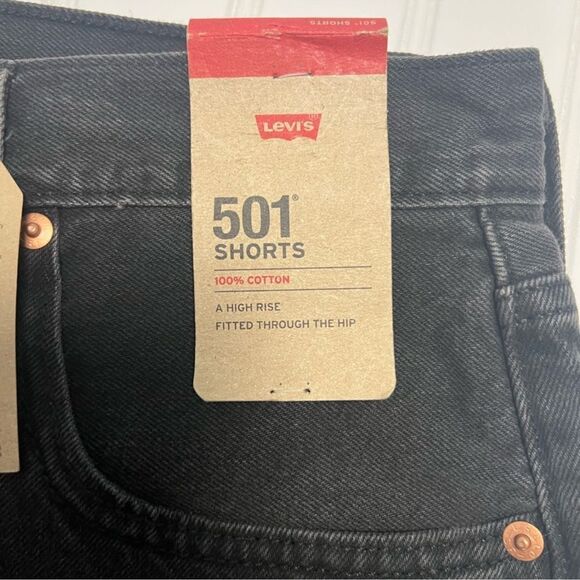 501® SHORTS
Levi's
501®
SHORTS
100% COTTON
A HIGH RISE
FITTED THROUGH THE HIP